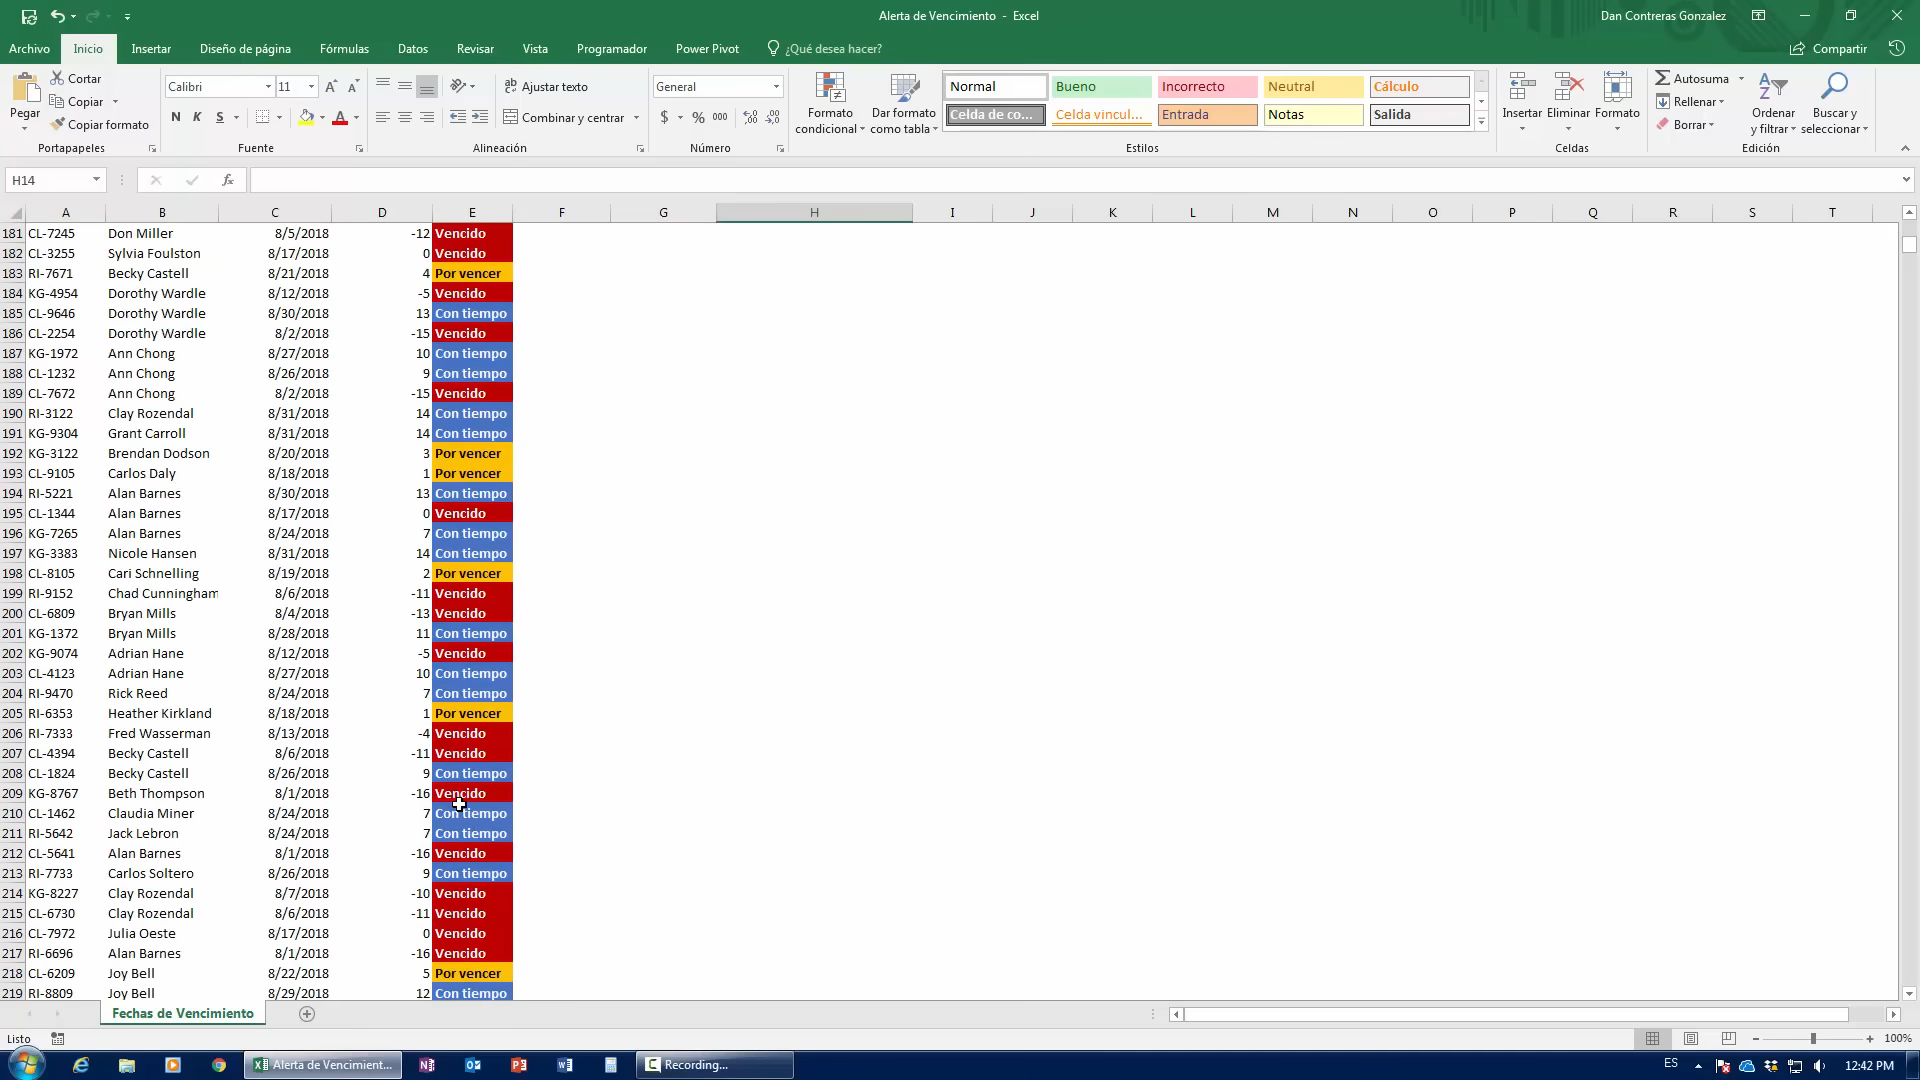 Alerta de Vencimiento - Excel
Dan Contreras Gonzalez
Archivo Inicio Insertar Diseño de página Fórmulas Datos Revisar Vista Programador Power Pivot ¿Qué desea hacer? Compartir
Pegar
Cortar
Copiar
Copiar formato
Portapapeles
Calibri 11
N K S
Fuente
Ajustar texto
Combinar y centrar
Alineación
General
$ % 000
Número
Formato condicional
Dar formato como tabla
Normal Bueno Incorrecto Neutral Cálculo
Celda de co... Celda vincul... Entrada Notas Salida
Estilos
Insertar Eliminar Formato
Celdas
Autosuma
Rellenar
Borrar
Ordenar y filtrar
Buscar y seleccionar
Edición
H14 fx
A B C D E F G H I J K L M N O P Q R S T
181 CL-7245 Don Miller 8/5/2018 -12 Vencido
182 CL-3255 Sylvia Foulston 8/17/2018 0 Vencido
183 RI-7671 Becky Castell 8/21/2018 4 Por vencer
184 KG-4954 Dorothy Wardle 8/12/2018 -5 Vencido
185 CL-9646 Dorothy Wardle 8/30/2018 13 Con tiempo
186 CL-2254 Dorothy Wardle 8/2/2018 -15 Vencido
187 KG-1972 Ann Chong 8/27/2018 10 Con tiempo
188 CL-1232 Ann Chong 8/26/2018 9 Con tiempo
189 CL-7672 Ann Chong 8/2/2018 -15 Vencido
190 RI-3122 Clay Rozendal 8/31/2018 14 Con tiempo
191 KG-9304 Grant Carroll 8/31/2018 14 Con tiempo
192 KG-3122 Brendan Dodson 8/20/2018 3 Por vencer
193 CL-9105 Carlos Daly 8/18/2018 1 Por vencer
194 RI-5221 Alan Barnes 8/30/2018 13 Con tiempo
195 CL-1344 Alan Barnes 8/17/2018 0 Vencido
196 KG-7265 Alan Barnes 8/24/2018 7 Con tiempo
197 KG-3383 Nicole Hansen 8/31/2018 14 Con tiempo
198 CL-8105 Cari Schnelling 8/19/2018 2 Por vencer
199 RI-9152 Chad Cunningham 8/6/2018 -11 Vencido
200 CL-6809 Bryan Mills 8/4/2018 -13 Vencido
201 KG-1372 Bryan Mills 8/28/2018 11 Con tiempo
202 KG-9074 Adrian Hane 8/12/2018 -5 Vencido
203 CL-4123 Adrian Hane 8/27/2018 10 Con tiempo
204 RI-9470 Rick Reed 8/24/2018 7 Con tiempo
205 RI-6353 Heather Kirkland 8/18/2018 1 Por vencer
206 RI-7333 Fred Wasserman 8/13/2018 -4 Vencido
207 CL-4394 Becky Castell 8/6/2018 -11 Vencido
208 CL-1824 Becky Castell 8/26/2018 9 Con tiempo
209 KG-8767 Beth Thompson 8/1/2018 -16 Vencido
210 CL-1462 Claudia Miner 8/24/2018 7 Con tiempo
211 RI-5642 Jack Lebron 8/24/2018 7 Con tiempo
212 CL-5641 Alan Barnes 8/1/2018 -16 Vencido
213 RI-7733 Carlos Soltero 8/26/2018 9 Con tiempo
214 KG-8227 Clay Rozendal 8/7/2018 -10 Vencido
215 CL-6730 Clay Rozendal 8/6/2018 -11 Vencido
216 CL-7972 Julia Oeste 8/17/2018 0 Vencido
217 RI-6696 Alan Barnes 8/1/2018 -16 Vencido
218 CL-6209 Joy Bell 8/22/2018 5 Por vencer
219 RI-8809 Joy Bell 8/29/2018 12 Con tiempo
Fechas de Vencimiento
Listo
100%
Alerta de Vencimient...
Recording...
ES
12:42 PM